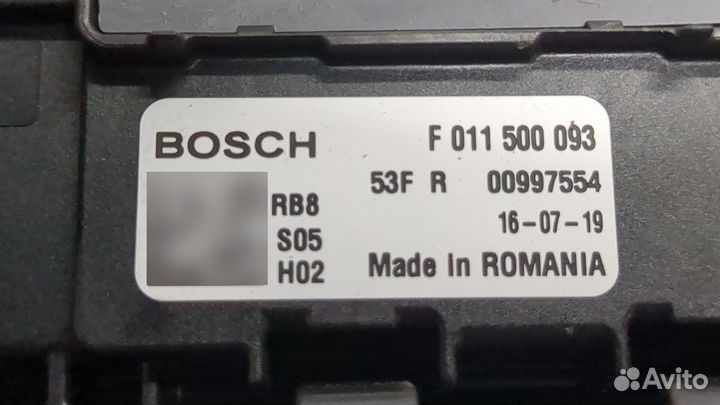 BOSCH F 011 500 093
53F R 00997554
RB8
16-07-19
S05
H02 Made in ROMANIA
Avito